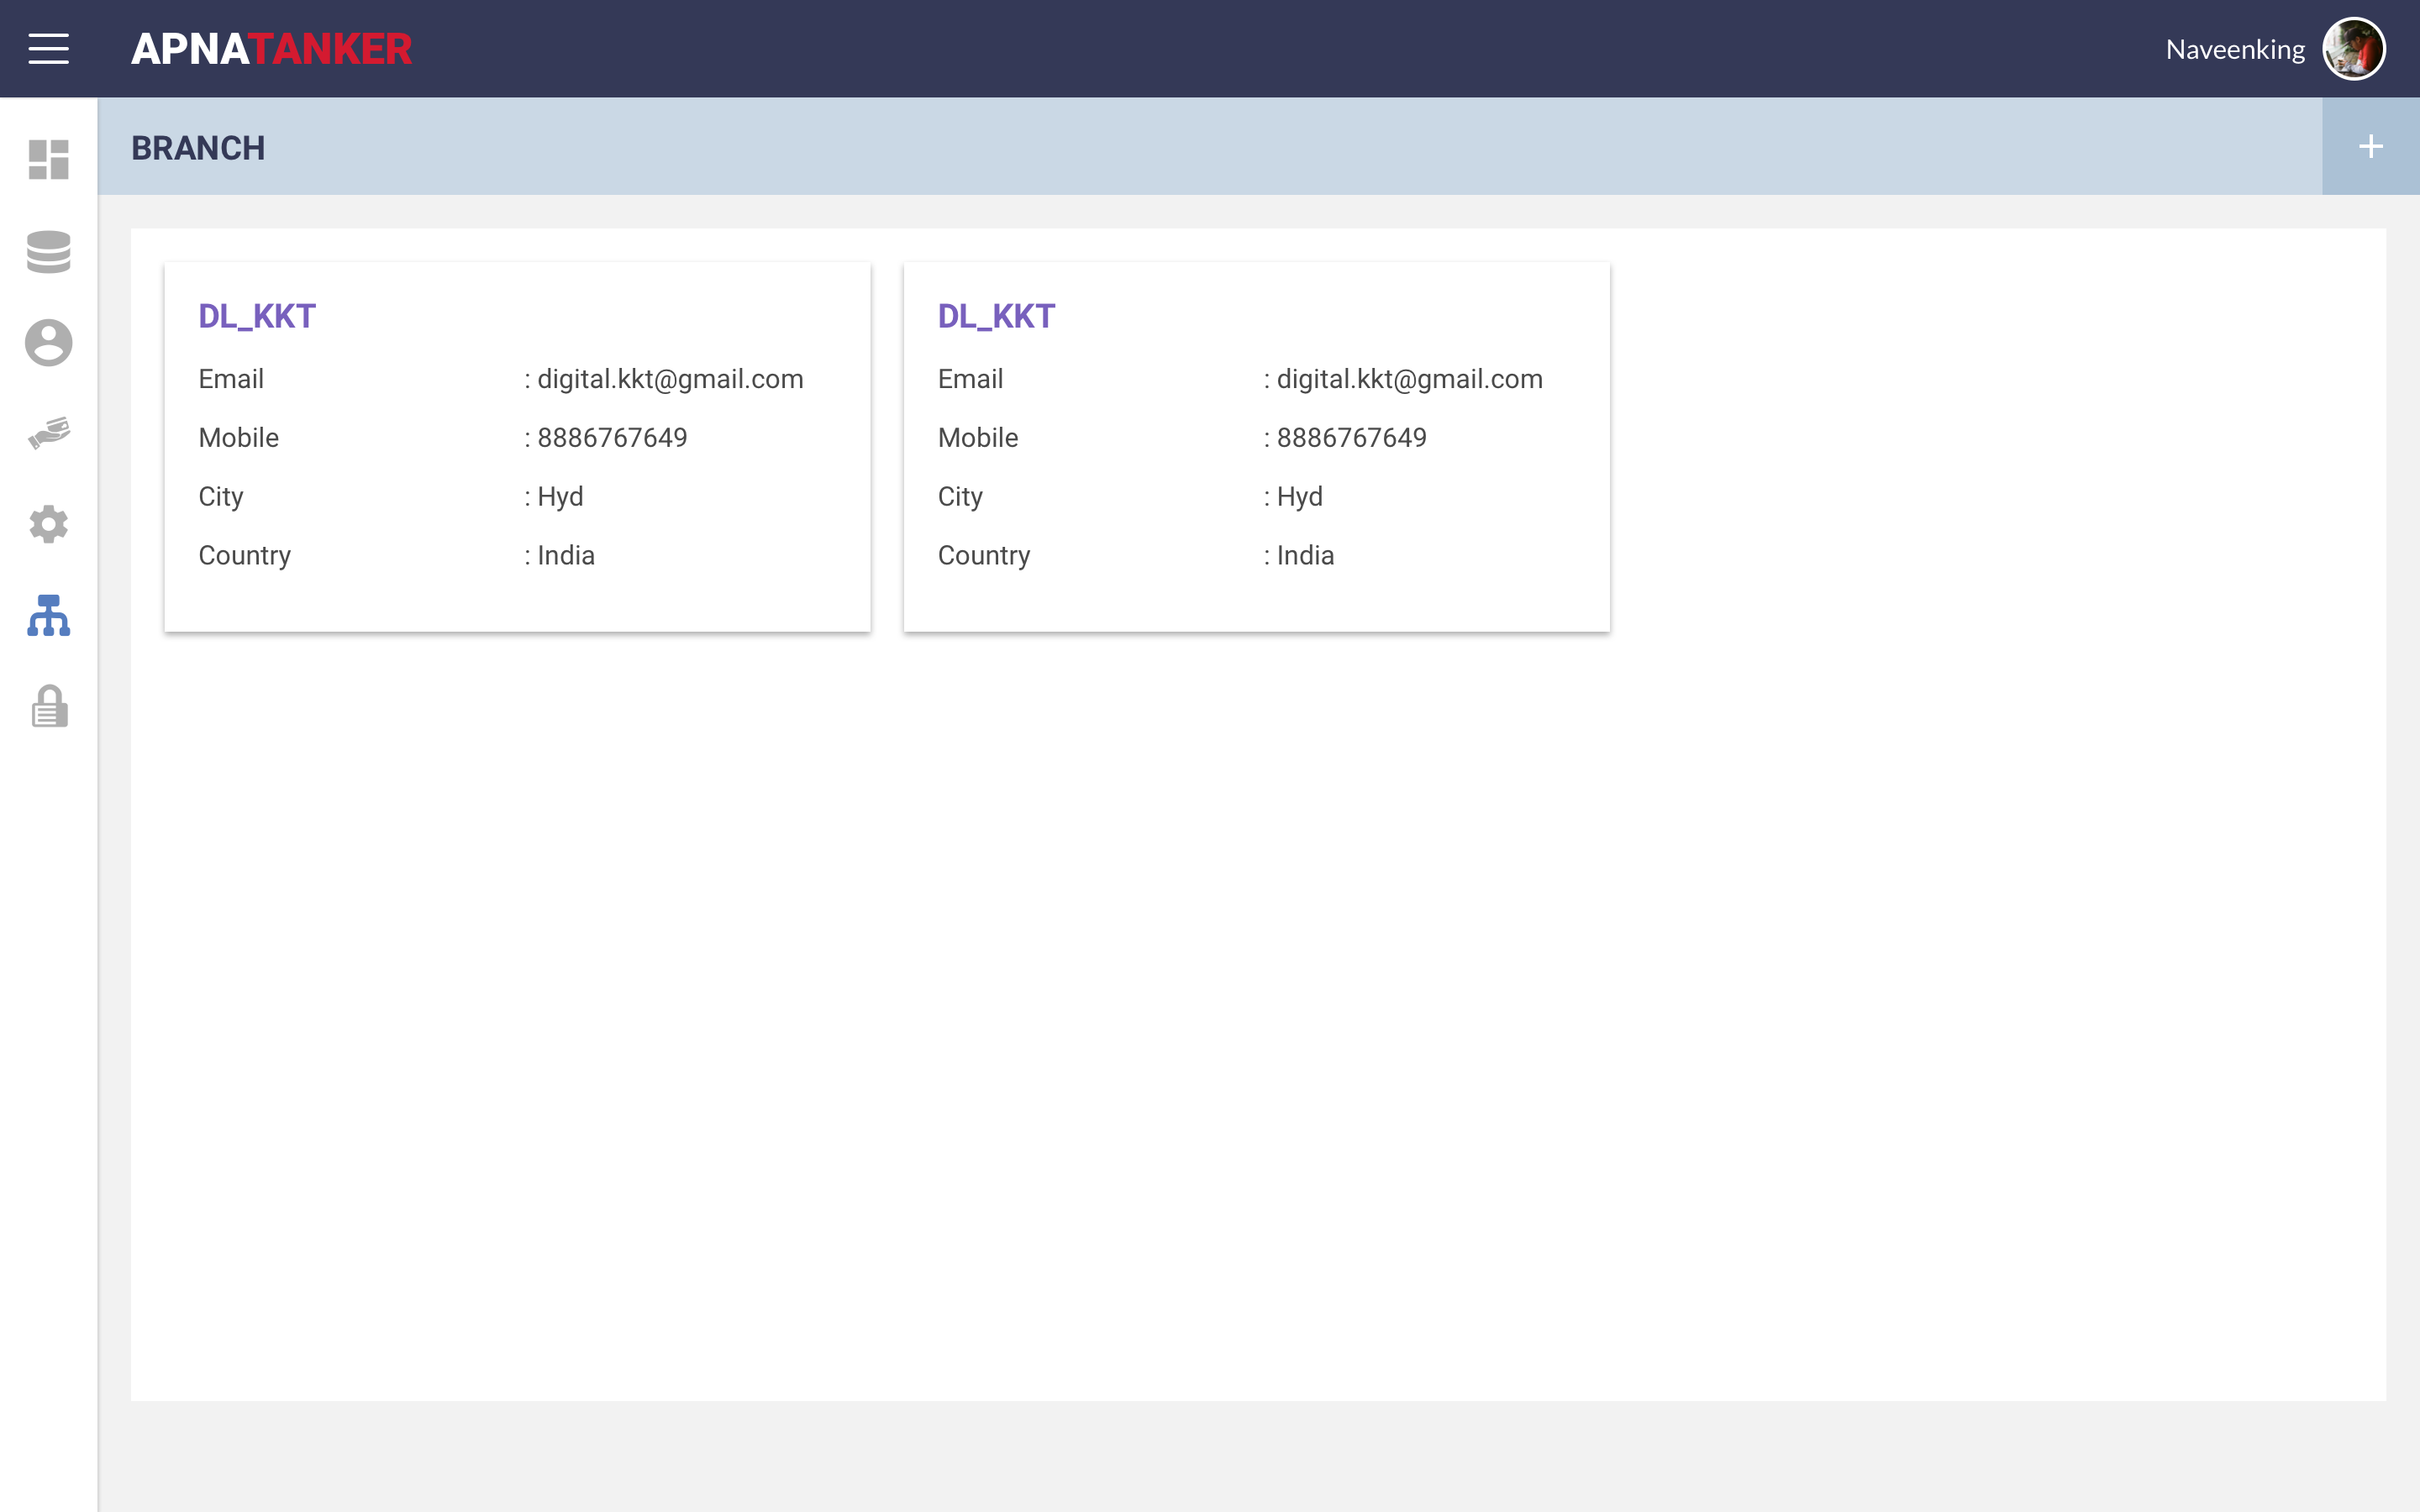 APNATANKER
Naveenking
BRANCH
+
DL_KKT
Email : digital.kkt@gmail.com
Mobile : 8886767649
City : Hyd
Country : India
DL_KKT
Email : digital.kkt@gmail.com
Mobile : 8886767649
City : Hyd
Country : India